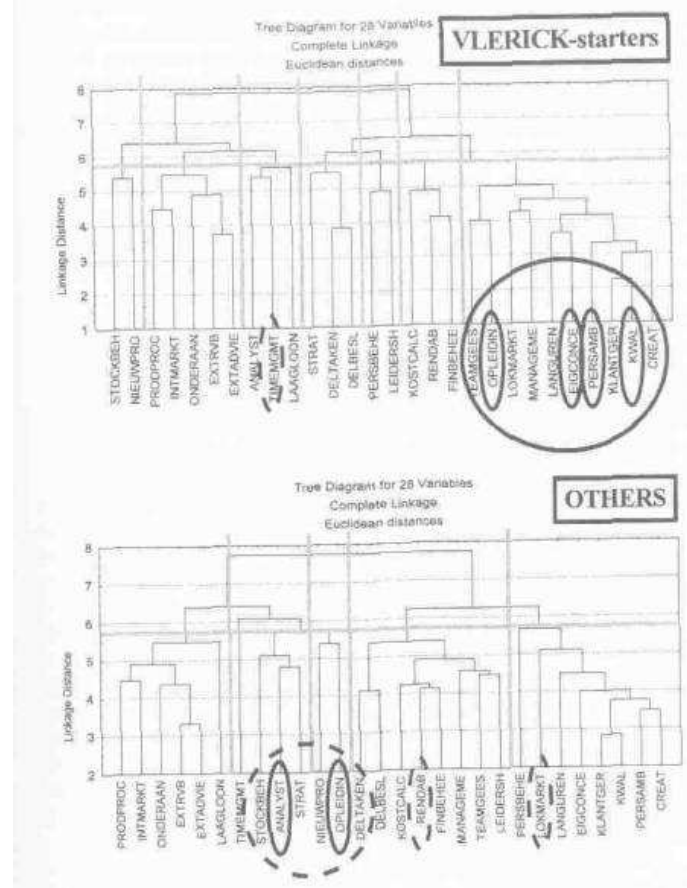 Tree Diagram for 28 Variables
Complete Linkage
Euclidean distances
VLERICK-starters
8
7
6
5
4
3
2
1
Linkage Distance
STOCKBEH
NIEUWPRO
PRODPROC
INTMARKT
ONDERAAN
EXTRVB
EXTADVIE
ANALYST
TIMEMGMT
LAAGLOON
STRAT
DELTAKEN
DELBESL
PERSBEHE
LEIDERSH
KOSTCALC
RENDAB
FINBEHEE
TEAMGEES
OPLEIDIN
LOKMARKT
MANAGEME
LANGUREN
EIGCONCE
PERSAMB
KLANTGER
KWAL
CREAT
Tree Diagram for 28 Variables
Complete Linkage
Euclidean distances
OTHERS
8
7
6
5
4
3
2
Linkage Distance
PRODPROC
INTMARKT
ONDERAAN
EXTRVB
EXTADVIE
LAAGLOON
TIMEMGMT
STOCKBEH
ANALYST
STRAT
NIEUWPRO
OPLEIDIN
DELTAKEN
DELBESL
KOSTCALC
RENDAB
FINBEHEE
MANAGEME
TEAMGEES
LEIDERSH
PERSBEHE
LOKMARKT
LANGUREN
EIGCONCE
KLANTGER
KWAL
PERSAMB
CREAT